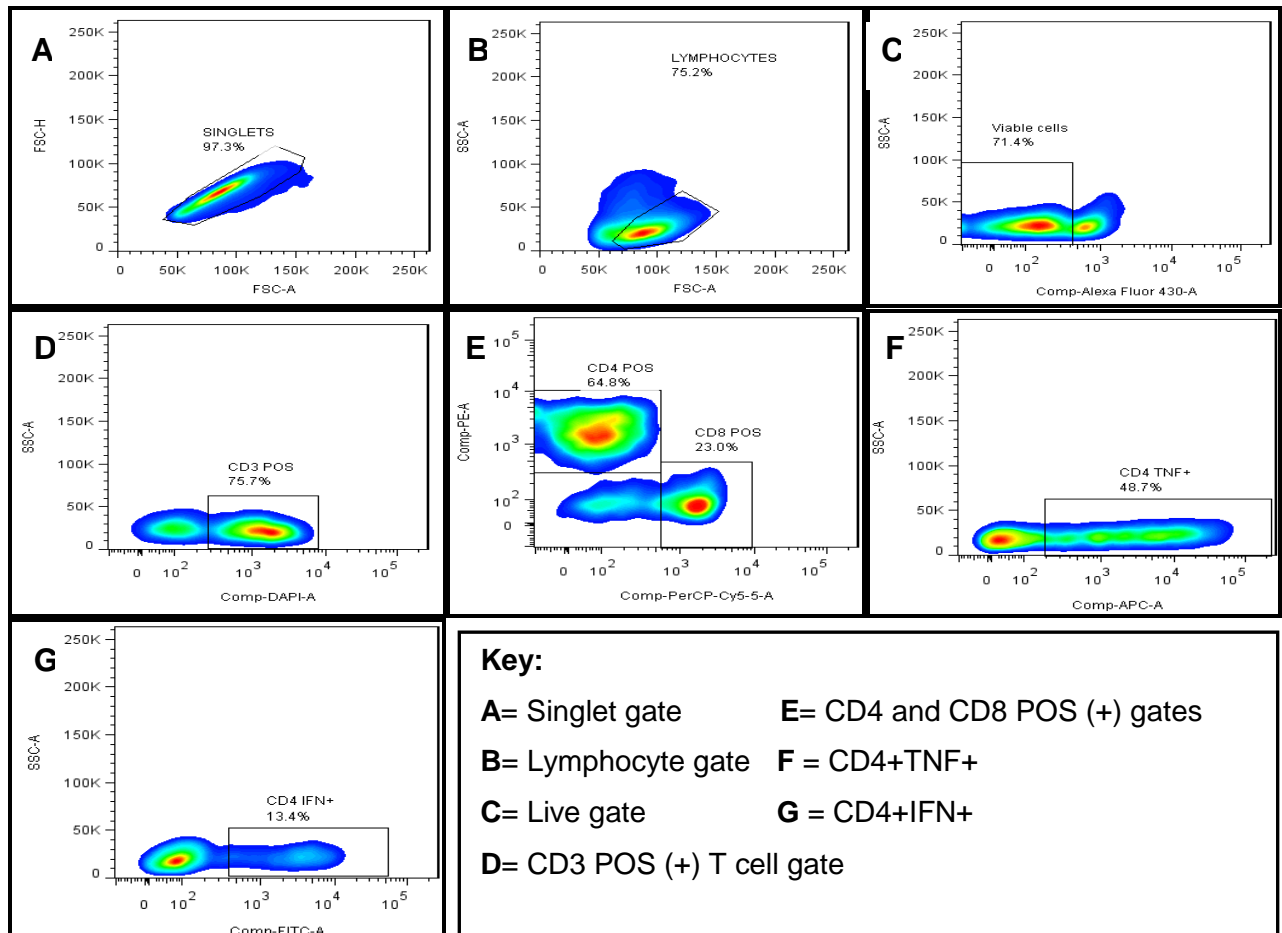 A
250K
200K
150K
100K
50K
0
FSC-H
SINGLETS
97.3%
0 50K 100K 150K 200K 250K
FSC-A
B
250K
200K
150K
100K
50K
0
SSC-A
LYMPHOCYTES
75.2%
0 50K 100K 150K 200K 250K
FSC-A
C
250K
200K
150K
100K
50K
0
SSC-A
Viable cells
71.4%
0 10^2 10^3 10^4 10^5
Comp-Alexa Fluor 430-A
D
250K
200K
150K
100K
50K
0
SSC-A
CD3 POS
75.7%
0 10^2 10^3 10^4 10^5
Comp-DAPI-A
E
10^5
10^4
10^3
10^2
0
Comp-PE-A
CD4 POS
64.8%
CD8 POS
23.0%
0 10^2 10^3 10^4 10^5
Comp-PerCP-Cy5-5-A
F
250K
200K
150K
100K
50K
0
SSC-A
CD4 TNF+
48.7%
0 10^2 10^3 10^4 10^5
Comp-APC-A
G
250K
200K
150K
100K
50K
0
SSC-A
CD4 IFN+
13.4%
0 10^2 10^3 10^4 10^5
Comp-FITC-A
Key:
A= Singlet gate E= CD4 and CD8 POS (+) gates
B= Lymphocyte gate F = CD4+TNF+
C= Live gate G = CD4+IFN+
D= CD3 POS (+) T cell gate